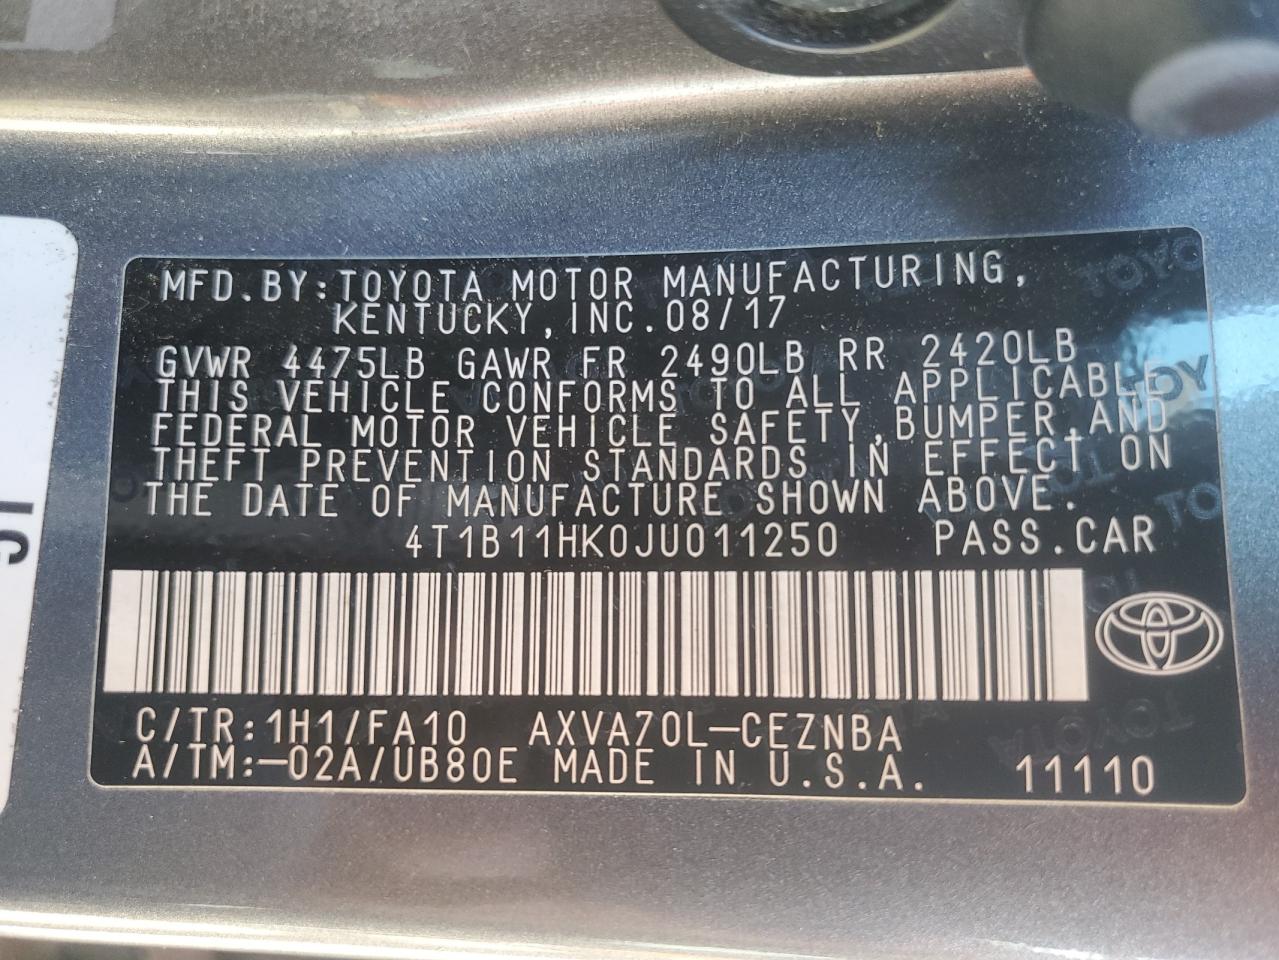 MFD.BY:TOYOTA MOTOR MANUFACTURING,
KENTUCKY,INC.08/17
GVWR 4475LB GAWR FR 2490LB RR 2420LB
THIS VEHICLE CONFORMS TO ALL APPLICABLE
FEDERAL MOTOR VEHICLE SAFETY,BUMPER,AND
THEFT PREVENTION STANDARDS IN EFFECT ON
THE DATE OF MANUFACTURE SHOWN ABOVE.
4T1B11HK0JU011250 PASS.CAR
C/TR:1H1/FA10 AXVA70L-CEZNBA
A/TM:-02A/UB80E MADE IN U.S.A. 11110